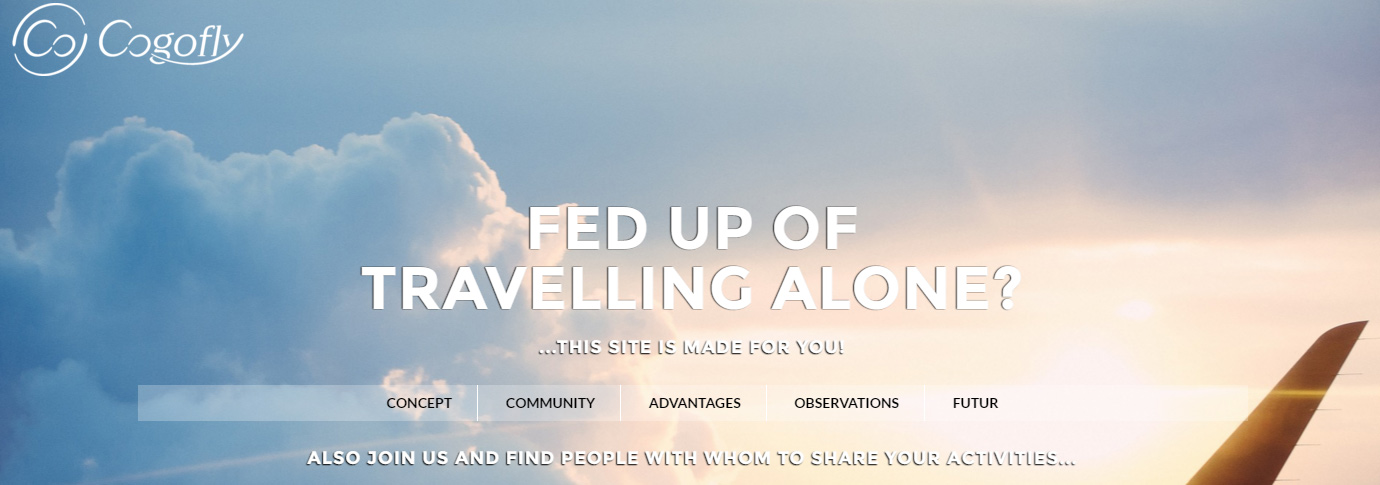 Co Cogofly
FED UP OF
TRAVELLING ALONE?
...THIS SITE IS MADE FOR YOU!
CONCEPT COMMUNITY ADVANTAGES OBSERVATIONS FUTUR
ALSO JOIN US AND FIND PEOPLE WITH WHOM TO SHARE YOUR ACTIVITIES...